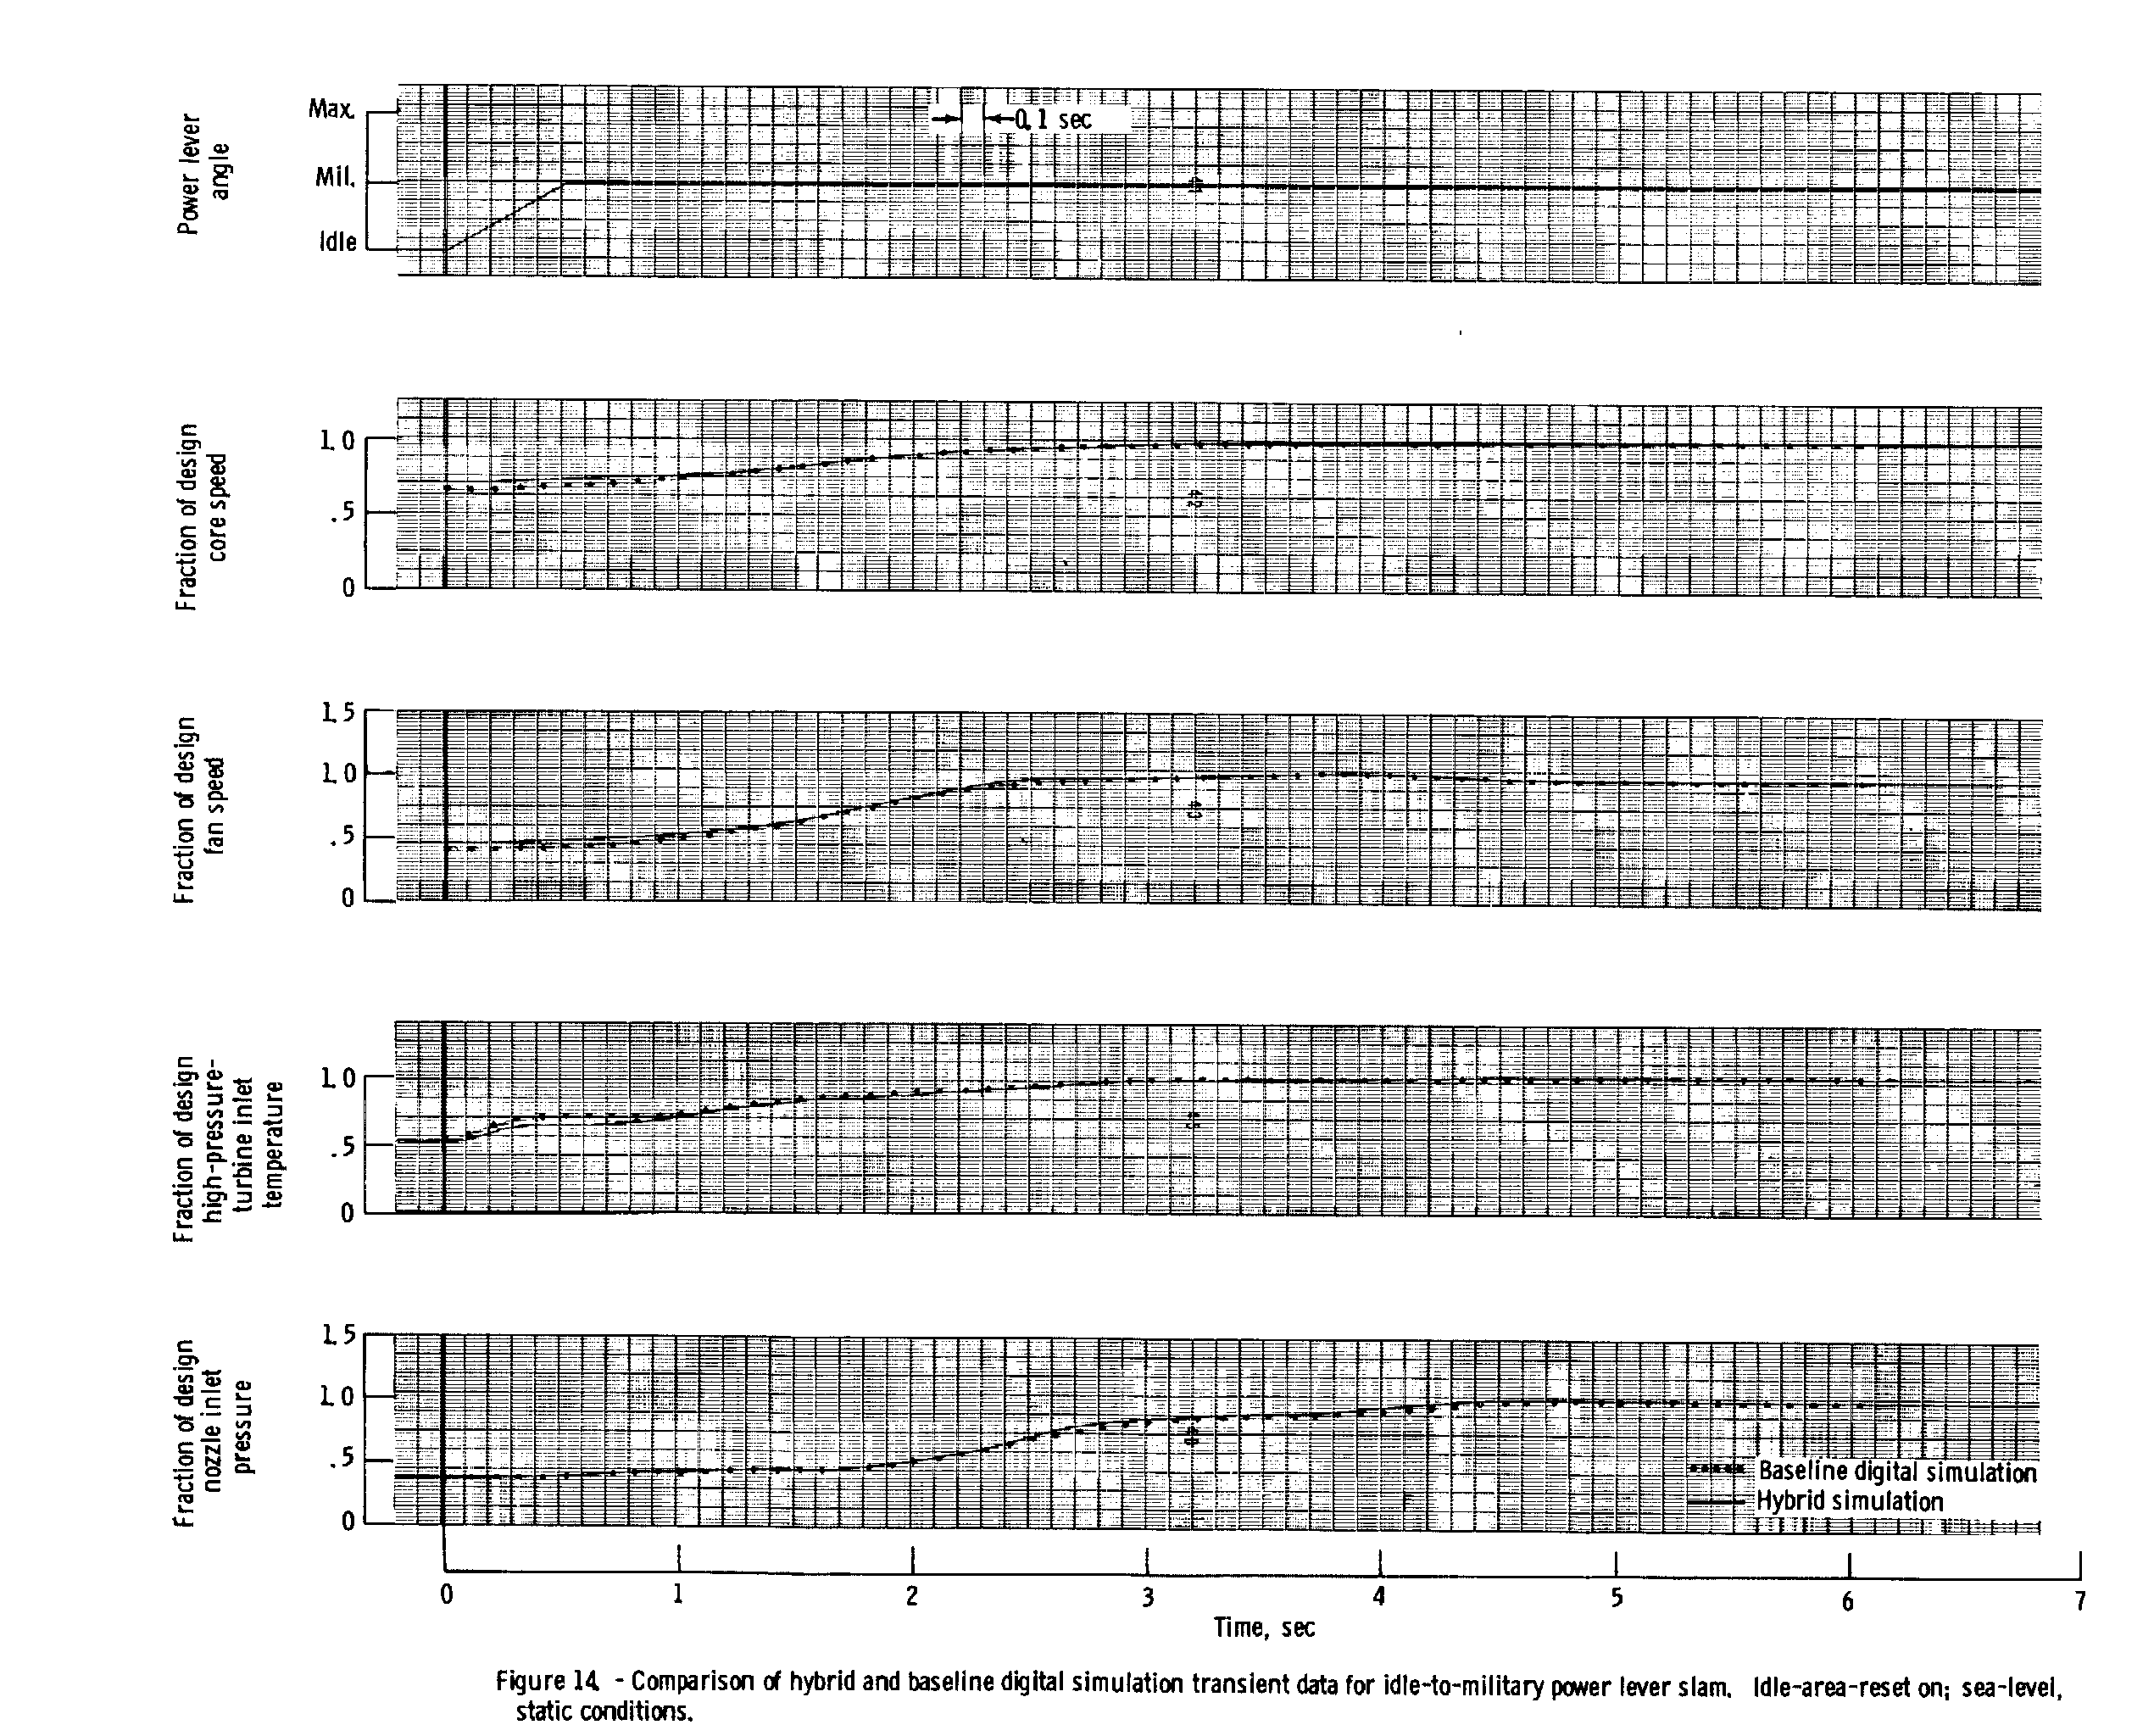 Power lever
angle
Max.
Mil.
Idle
0.1 sec
41
Fraction of design
core speed
1.0
.5
0
42
Fraction of design
fan speed
1.5
1.0
.5
0
43
Fraction of design
high-pressure-
turbine inlet
temperature
1.0
.5
0
Fraction of design
nozzle inlet
pressure
1.5
1.0
.5
0
Baseline digital simulation
Hybrid simulation
0 1 2 3 4 5 6 7
Time, sec
Figure 14. - Comparison of hybrid and baseline digital simulation transient data for idle-to-military power lever slam. Idle-area-reset on; sea-level,
static conditions.